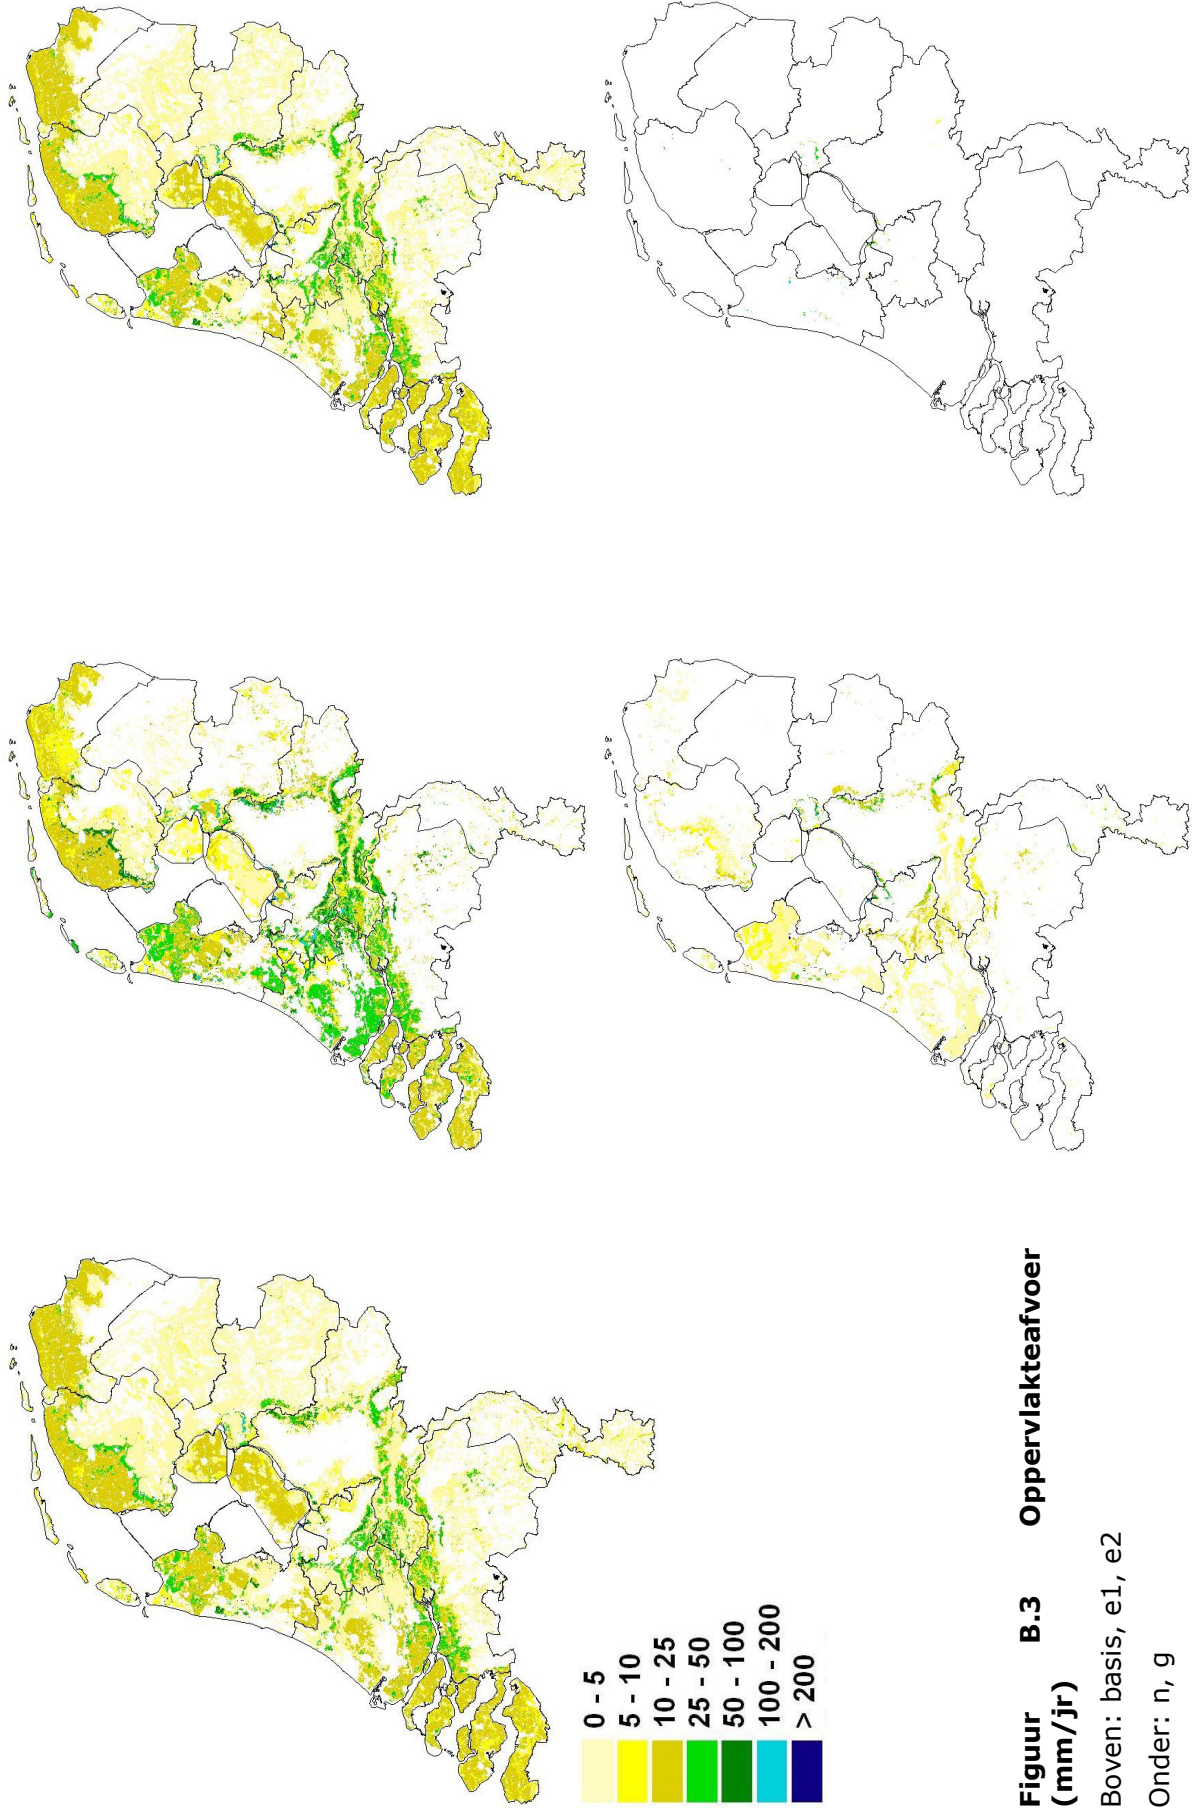 0 - 5
5 - 10
10 - 25
25 - 50
50 - 100
100 - 200
> 200
Figuur B.3 Oppervlakteafvoer
(mm/jr)
Boven: basis, e1, e2
Onder: n, g